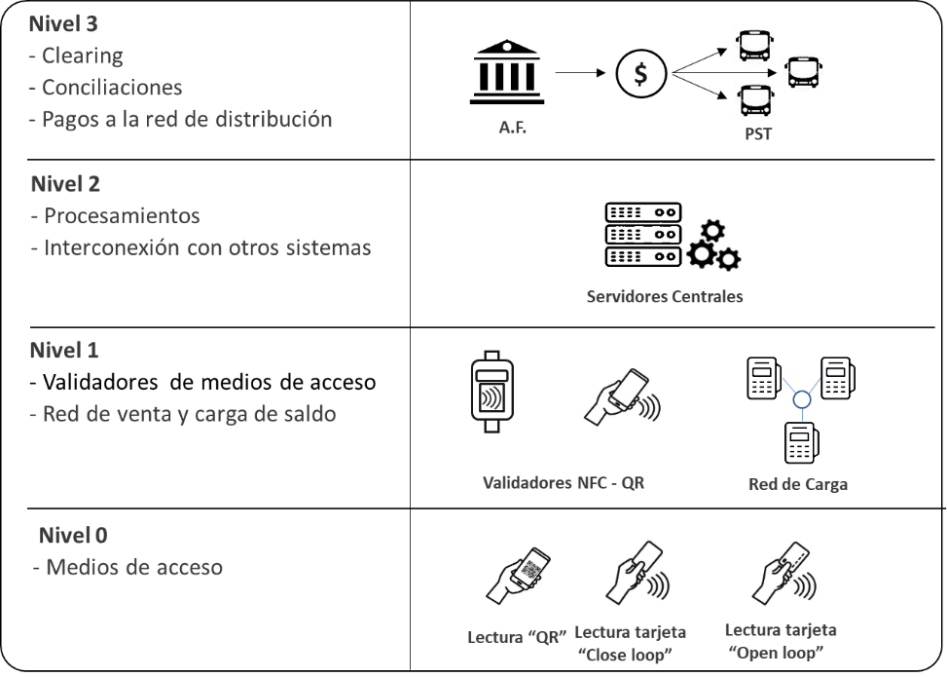 Nivel 3
- Clearing
- Conciliaciones
- Pagos a la red de distribución
$
A.F.
PST
Nivel 2
- Procesamientos
- Interconexión con otros sistemas
Servidores Centrales
Nivel 1
- Validadores de medios de acceso
- Red de venta y carga de saldo
Validadores NFC - QR
Red de Carga
Nivel 0
- Medios de acceso
Lectura “QR”
Lectura tarjeta
“Close loop”
Lectura tarjeta
“Open loop”